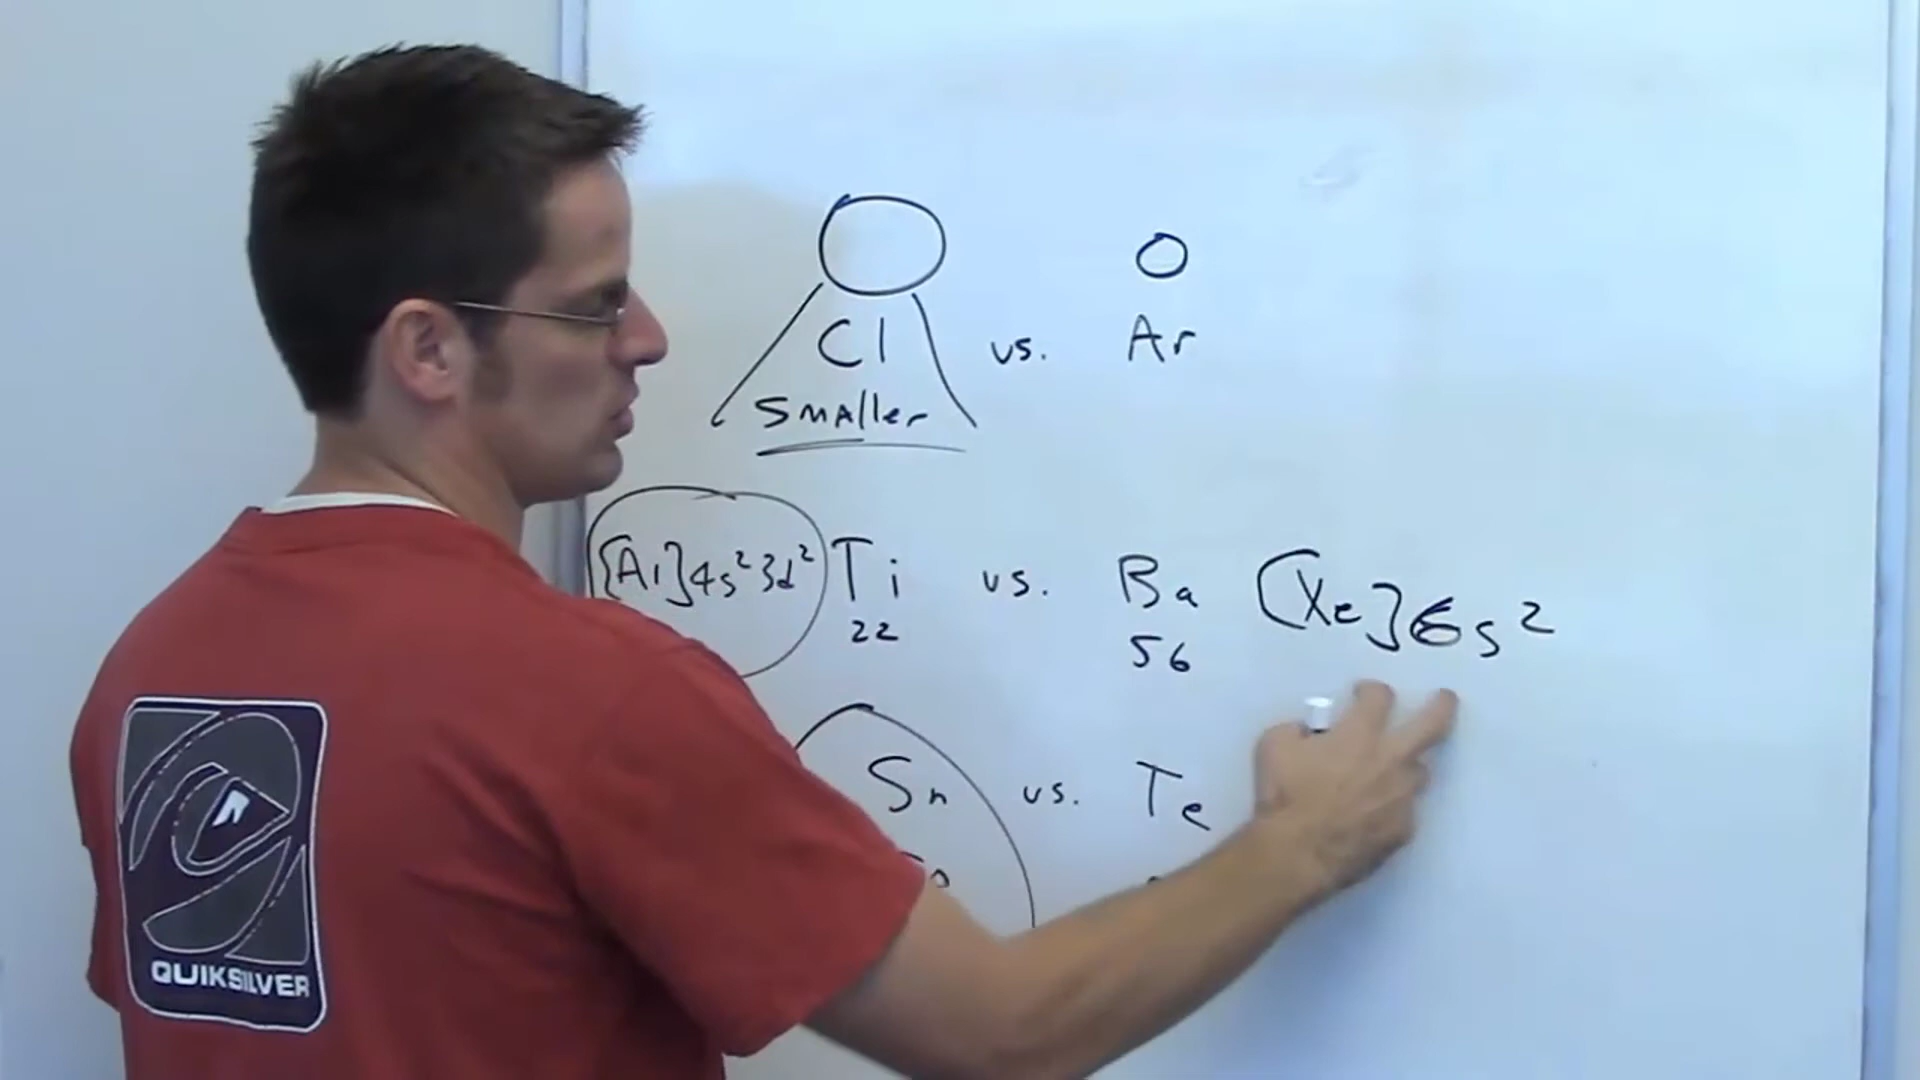 Cl vs. Ar
Smaller
[Ar]4s²3d² Ti vs. Ba [Xe]6s²
22 56
Sn vs. Te
QUIKSILVER